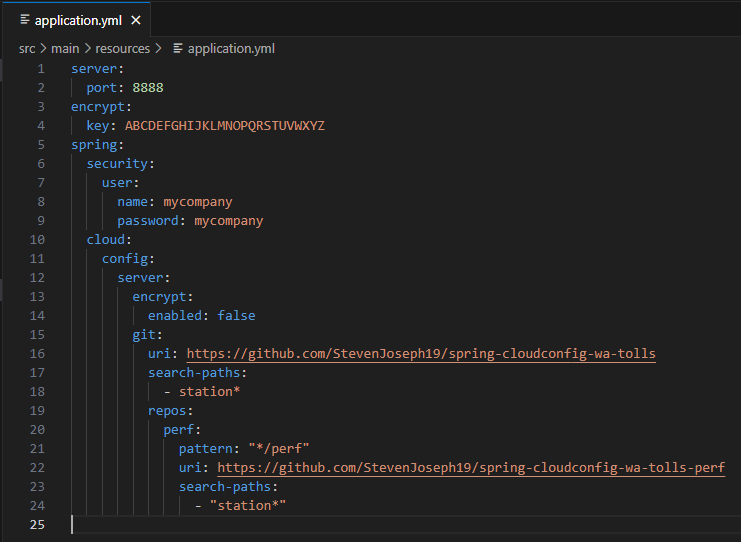 application.yml
src > main > resources > application.yml
1 server:
2   port: 8888
3 encrypt:
4   key: ABCDEFGHIJKLMNOPQRSTUVWXYZ
5 spring:
6   security:
7     user:
8       name: mycompany
9       password: mycompany
10   cloud:
11     config:
12       server:
13         encrypt:
14           enabled: false
15         git:
16           uri: https://github.com/StevenJoseph19/spring-cloudconfig-wa-tolls
17           search-paths:
18             - station*
19           repos:
20             perf:
21               pattern: "*/perf"
22               uri: https://github.com/StevenJoseph19/spring-cloudconfig-wa-tolls-perf
23               search-paths:
24                 - "station*"
25